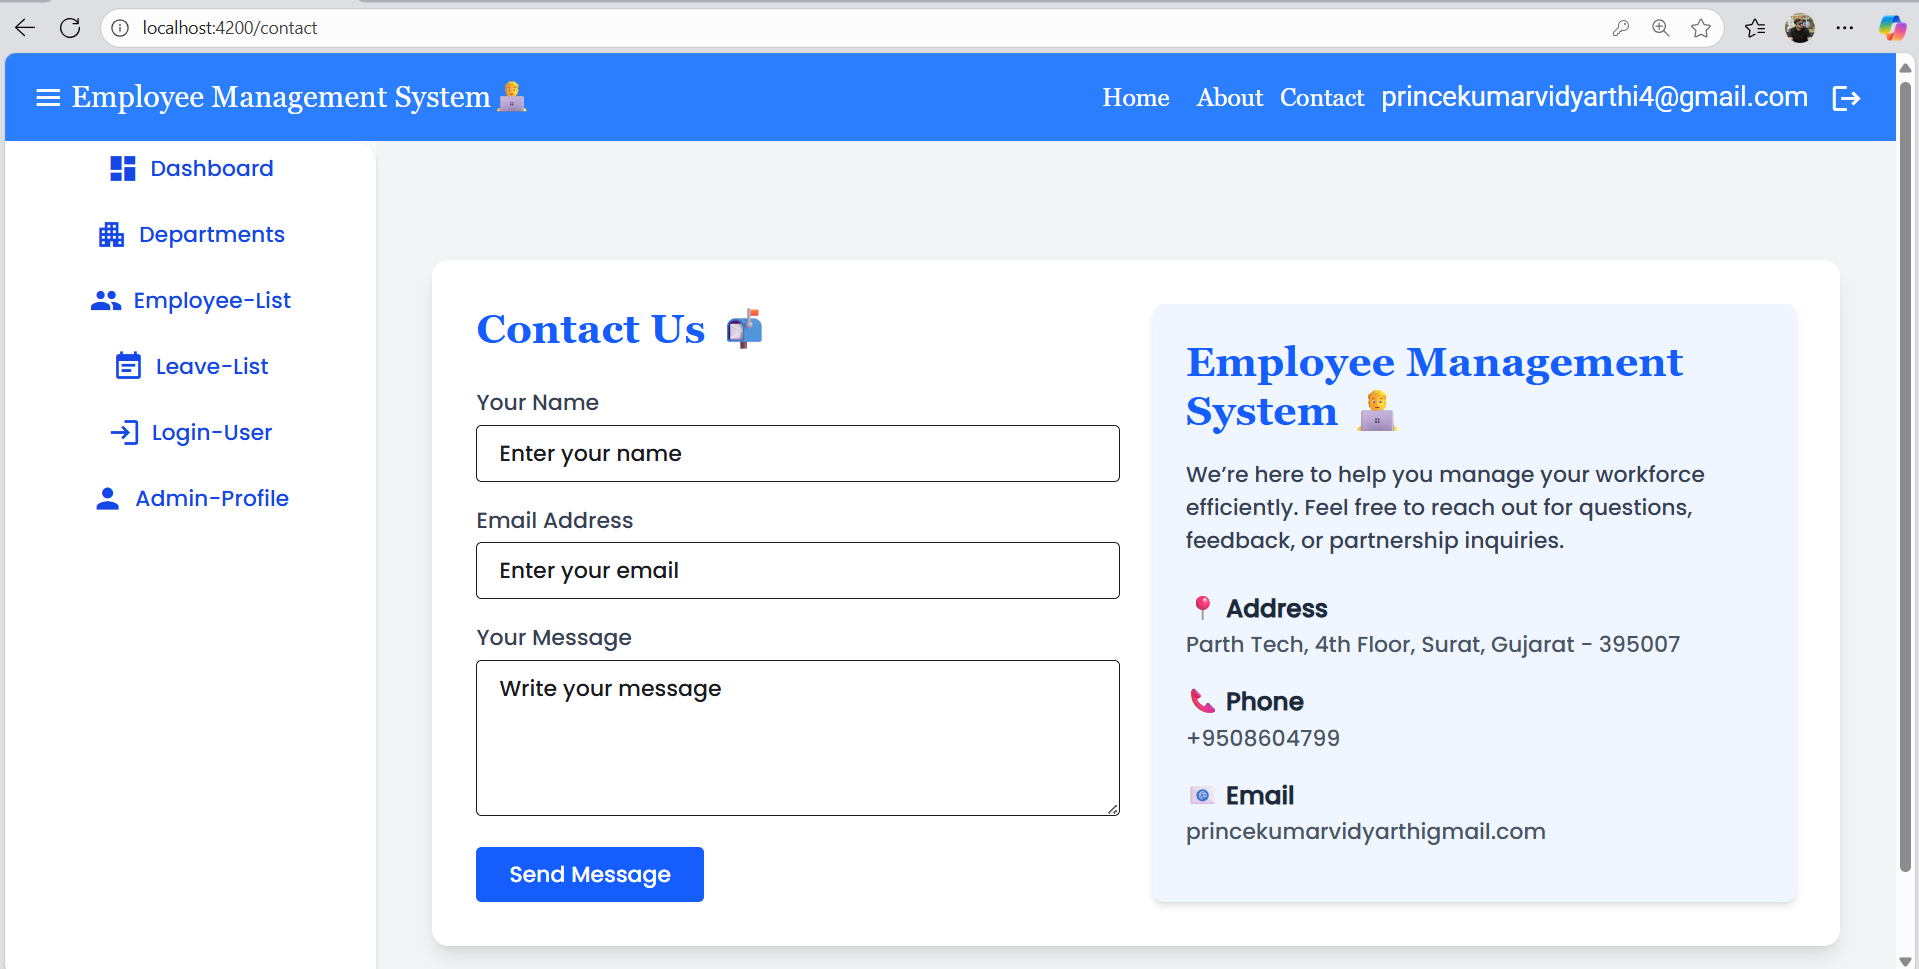 localhost:4200/contact
Employee Management System
Home About Contact princekumarvidyarthi4@gmail.com
Dashboard
Departments
Employee-List
Leave-List
Login-User
Admin-Profile
Contact Us
Your Name
Enter your name
Email Address
Enter your email
Your Message
Write your message
Send Message
Employee Management
System
We’re here to help you manage your workforce
efficiently. Feel free to reach out for questions,
feedback, or partnership inquiries.
Address
Parth Tech, 4th Floor, Surat, Gujarat - 395007
Phone
+9508604799
Email
princekumarvidyarthigmail.com